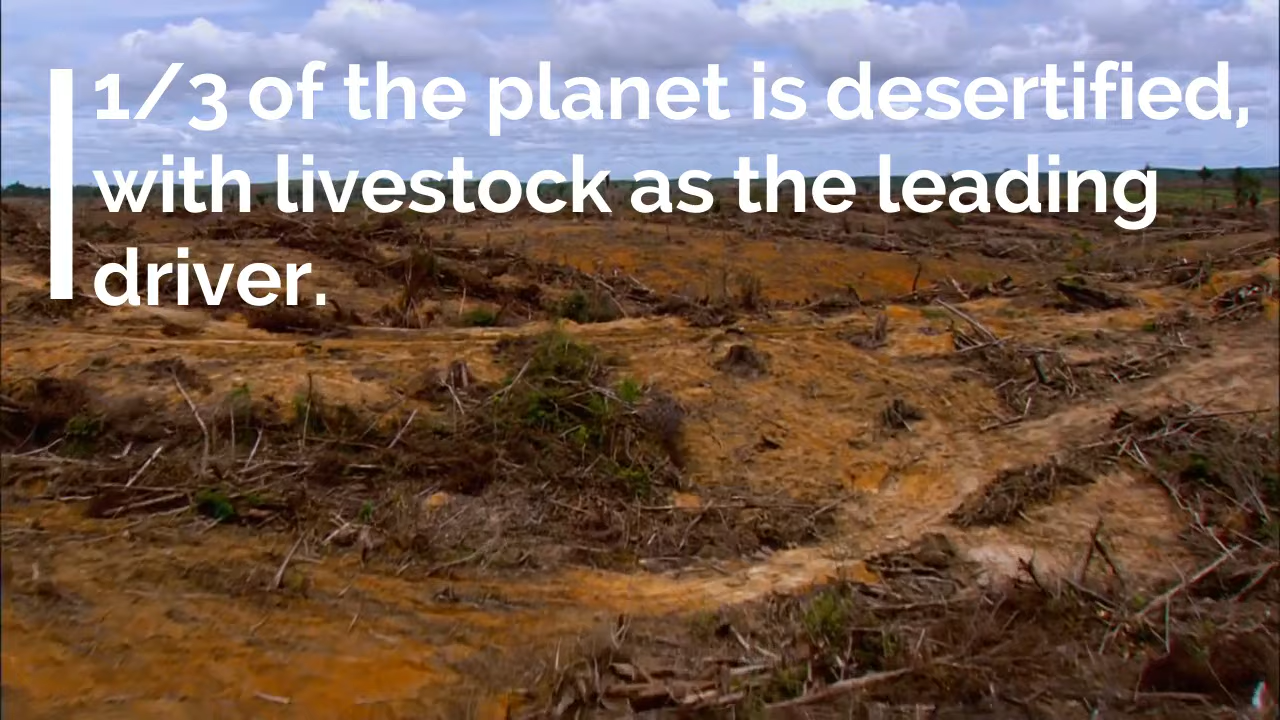 1/3 of the planet is desertified,
with livestock as the leading
driver.